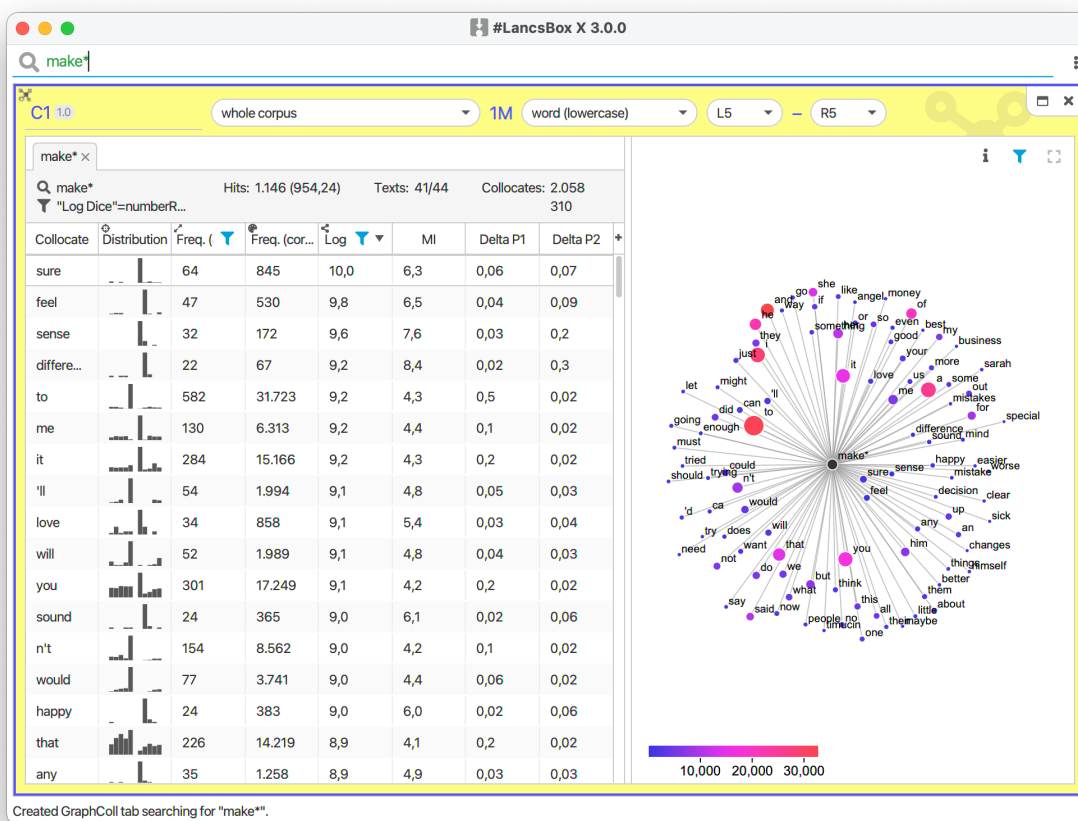 #LancsBox X 3.0.0
make*
C1 1.0 whole corpus 1M word (lowercase) L5 – R5
make*
make* Hits: 1.146 (954,24) Texts: 41/44 Collocates: 2.058
"Log Dice"=numberR... 310
Collocate Distribution Freq. ( Freq. (cor... Log MI Delta P1 Delta P2
sure 64 845 10,0 6,3 0,06 0,07
feel 47 530 9,8 6,5 0,04 0,09
sense 32 172 9,6 7,6 0,03 0,2
differe... 22 67 9,2 8,4 0,02 0,3
to 582 31.723 9,2 4,3 0,5 0,02
me 130 6.313 9,2 4,4 0,1 0,02
it 284 15.166 9,2 4,3 0,2 0,02
'll 54 1.994 9,1 4,8 0,05 0,03
love 34 858 9,1 5,4 0,03 0,04
will 52 1.989 9,1 4,8 0,04 0,03
you 301 17.249 9,1 4,2 0,2 0,02
sound 24 365 9,0 6,1 0,02 0,06
n't 154 8.562 9,0 4,2 0,1 0,02
would 77 3.741 9,0 4,4 0,06 0,02
happy 24 383 9,0 6,0 0,02 0,06
that 226 14.219 8,9 4,1 0,2 0,02
any 35 1.258 8,9 4,9 0,03 0,03
go she like angel money
and way if of
he something or so even best my
they i good business
just it your more sarah
let might love us a some out
'll me mistakes
did can to for special
going enough difference
must sound mind
make*
tried could happy easier
should trying n't sure sense mistake worse
feel decision clear
'd ca would up sick
try does will any an
need want that you him changes
not do we things himself
but think better
what them
say said now this all little about
people no their maybe
timucin one
10,000 20,000 30,000
Created GraphColl tab searching for "make*".